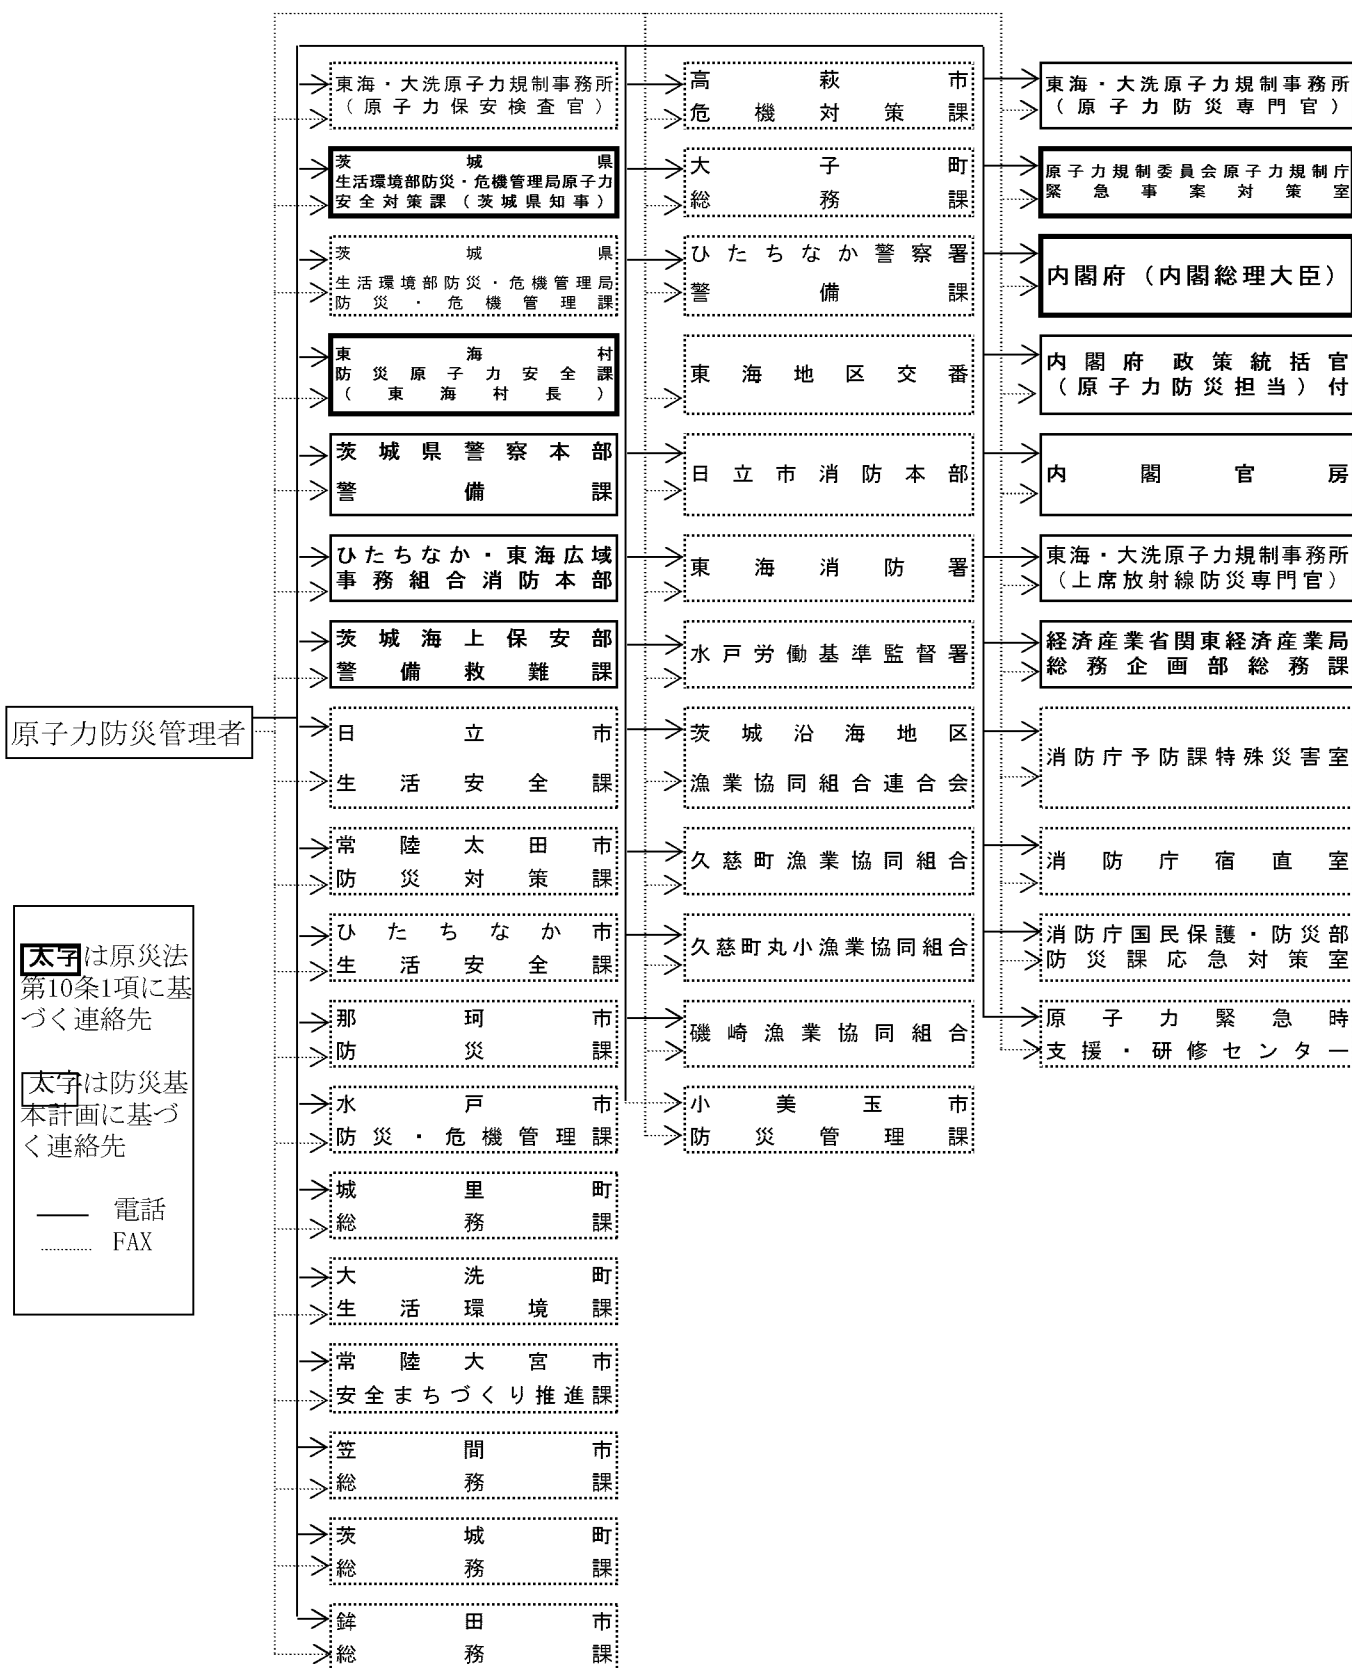 原子力防災管理者
太字は原災法
第10条1項に基
づく連絡先
太字は防災基
本計画に基づ
く連絡先
電話
FAX
東海・大洗原子力規制事務所
（原子力保安検査官）
茨城県
生活環境部防災・危機管理局原子力
安全対策課（茨城県知事）
茨城県
生活環境部防災・危機管理局
防災・危機管理課
東海村
防災原子力安全課
（東海村長）
茨城県警察本部
警備課
ひたちなか・東海広域
事務組合消防本部
茨城海上保安部
警備救難課
日立市
生活安全課
常陸太田市
防災対策課
ひたちなか市
生活安全課
那珂市
防災課
水戸市
防災・危機管理課
城里町
総務課
大洗町
生活環境課
常陸大宮市
安全まちづくり推進課
笠間市
総務課
茨城町
総務課
鉾田市
総務課
高萩市
危機対策課
大子町
総務課
ひたちなか警察署
警備課
東海地区交番
日立市消防本部
東海消防署
水戸労働基準監督署
茨城沿海地区
漁業協同組合連合会
久慈町漁業協同組合
久慈町丸小漁業協同組合
磯崎漁業協同組合
小美玉市
防災管理課
東海・大洗原子力規制事務所
（原子力防災専門官）
原子力規制委員会原子力規制庁
緊急事案対策室
内閣府（内閣総理大臣）
内閣府 政策統括官
（原子力防災担当）付
内閣官房
東海・大洗原子力規制事務所
（上席放射線防災専門官）
経済産業省関東経済産業局
総務企画部総務課
消防庁予防課特殊災害室
消防庁宿直室
消防庁国民保護・防災部
防災課応急対策室
原子力緊急時
支援・研修センター